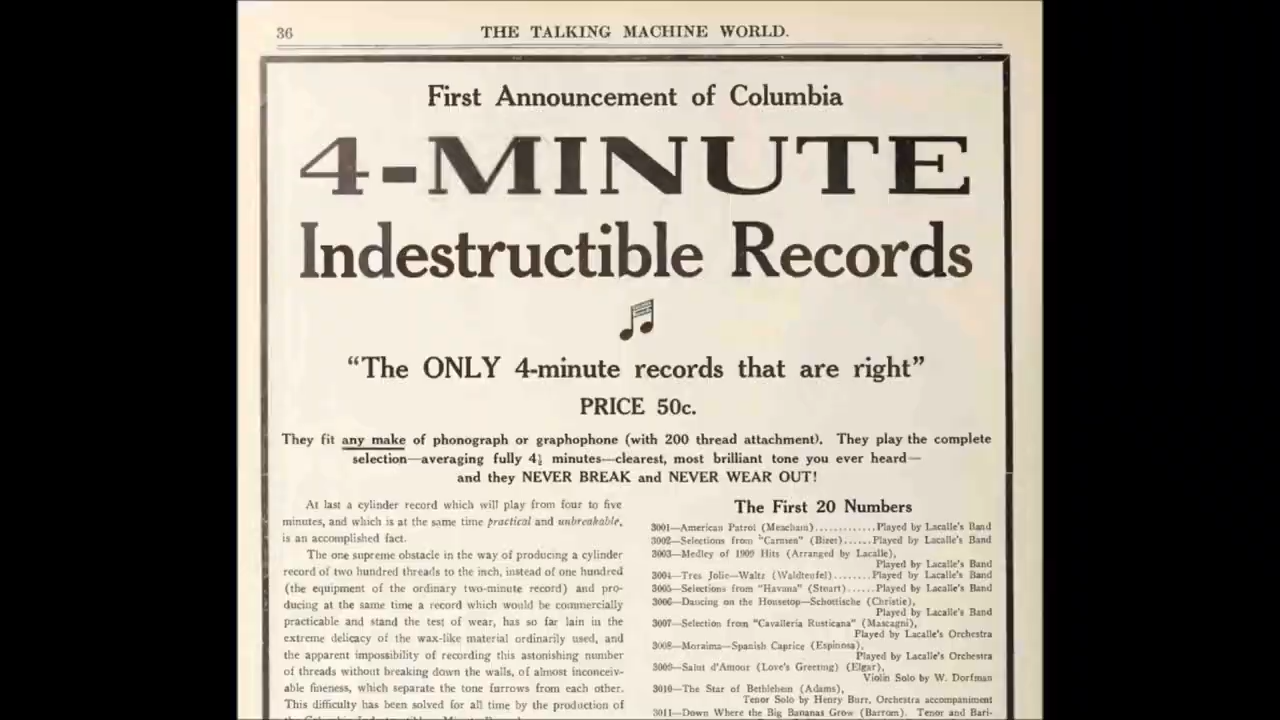 36
THE TALKING MACHINE WORLD.
First Announcement of Columbia
4-MINUTE
Indestructible Records
“The ONLY 4-minute records that are right”
PRICE 50c.
They fit any make of phonograph or graphophone (with 200 thread attachment). They play the complete
selection—averaging fully 4½ minutes—clearest, most brilliant tone you ever heard—
and they NEVER BREAK and NEVER WEAR OUT!
At last a cylinder record which will play from four to five
minutes, and which is at the same time practical and unbreakable,
is an accomplished fact.
The one supreme obstacle in the way of producing a cylinder
record of two hundred threads to the inch, instead of one hundred
(the equipment of the ordinary two-minute record) and pro-
ducing at the same time a record which would be commercially
practicable and stand the test of wear, has so far lain in the
extreme delicacy of the wax-like material ordinarily used, and
the apparent impossibility of recording this astonishing number
of threads without breaking down the walls, of almost inconceiv-
able fineness, which separate the tone furrows from each other.
This difficulty has been solved for all time by the production of
The First 20 Numbers
3001—American Patrol (Meacham)............Played by Lacalle's Band
3002—Selections from "Carmen" (Bizet)......Played by Lacalle's Band
3003—Medley of 1909 Hits (Arranged by Lacalle),
Played by Lacalle's Band
3004—Tres Jolie—Waltz (Waldteufel)........Played by Lacalle's Band
3005—Selections from "Havana" (Stuart)......Played by Lacalle's Band
3006—Dancing on the Housetop—Schottische (Christie),
Played by Lacalle's Band
3007—Selection from "Cavalleria Rusticana" (Mascagni),
Played by Lacalle's Orchestra
3008—Moraima—Spanish Caprice (Espinosa),
Played by Lacalle's Orchestra
3009—Salut d'Amour (Love's Greeting) (Elgar),
Violin Solo by W. Dorfman
3010—The Star of Bethlehem (Adams),
Tenor Solo by Henry Burr, Orchestra accompaniment
3011—Down Where the Big Bananas Grow (Barrom). Tenor and Bari-